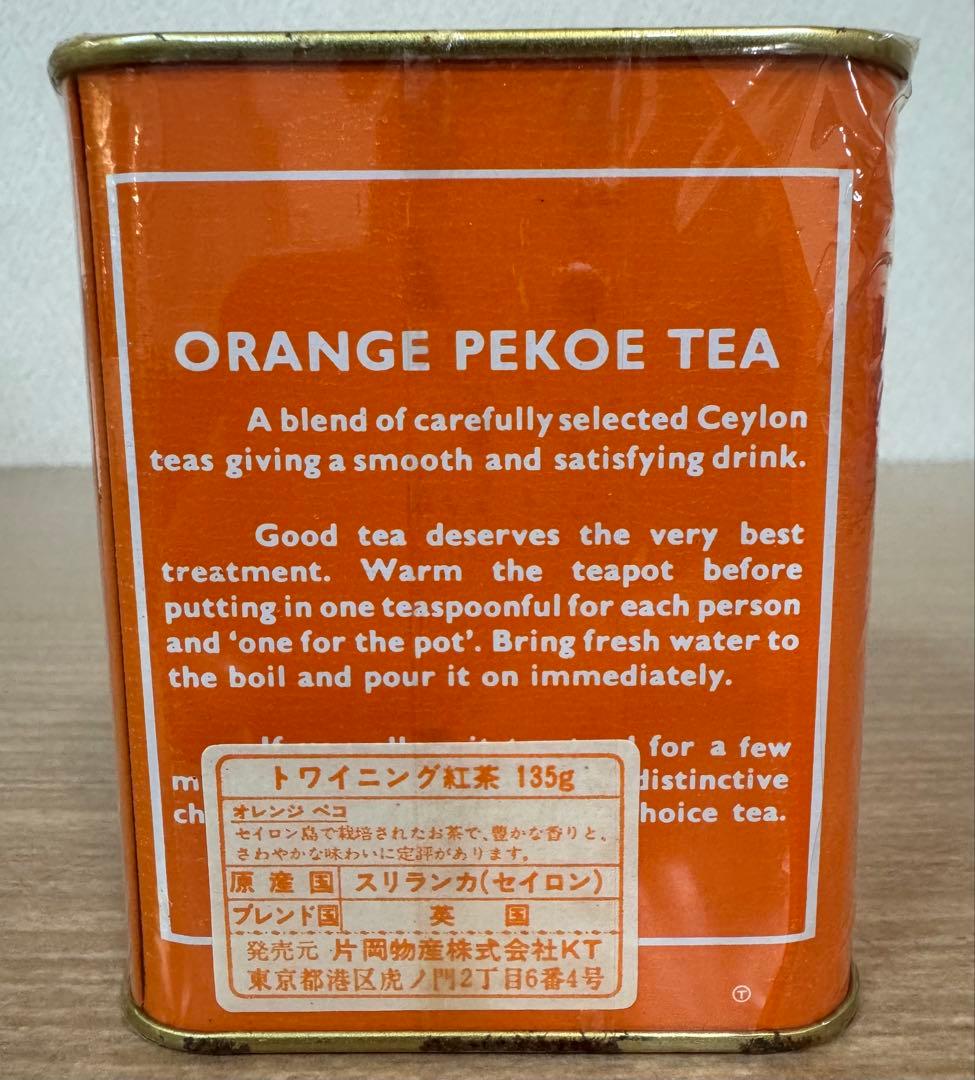 ORANGE PEKOE TEA
A blend of carefully selected Ceylon
teas giving a smooth and satisfying drink.
Good tea deserves the very best
treatment. Warm the teapot before
putting in one teaspoonful for each person
and ‘one for the pot’. Bring fresh water to
the boil and pour it on immediately.
for a few
distinctive
tea.
トワイニング紅茶 135g
オレンジ ペコ
セイロン島で栽培されたお茶で、豊かな香りと、
さわやかな味わいに定評があります。
原産国 スリランカ(セイロン)
ブレンド国 英国
発売元 片岡物産株式会社KT
東京都港区虎ノ門2丁目6番4号
T